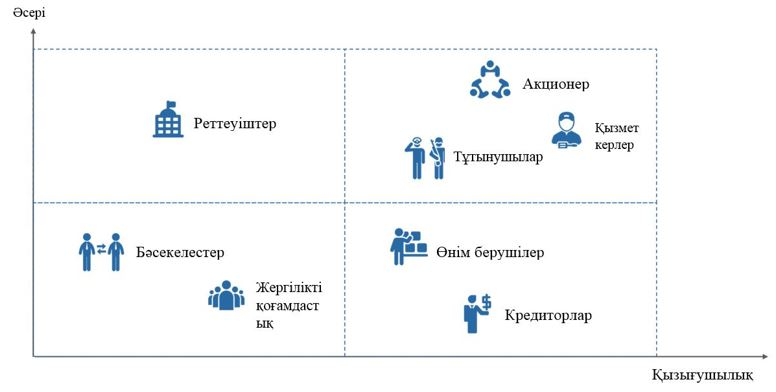 Әсері
Акционер
Реттеуіштер
Қызмет
керлер
Тұтынушылар
Бәсекелестер
Өнім берушілер
Жергілікті
қоғамдаст
ық
Кредиторлар
Қызығушылық